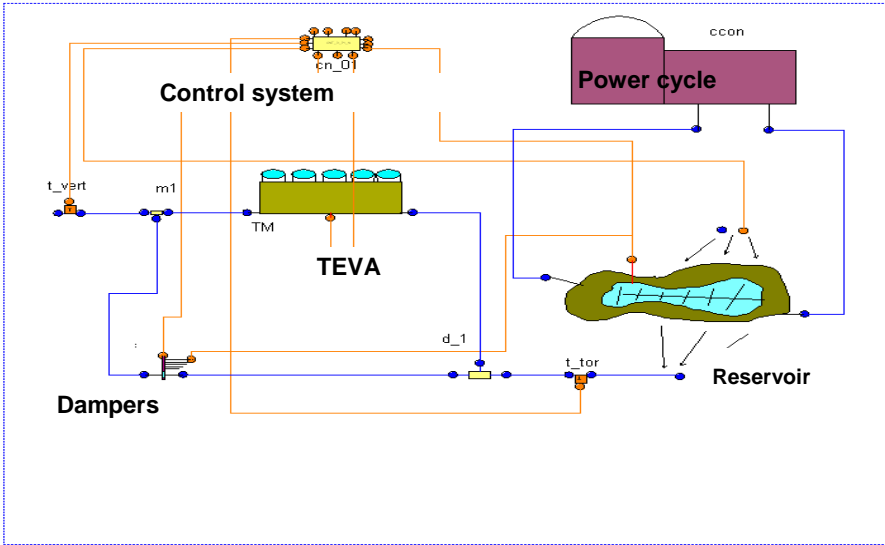 ccon
cn_01
Power cycle
Control system
t_vert
m1
TM
TEVA
d_1
t_tor
Reservoir
Dampers